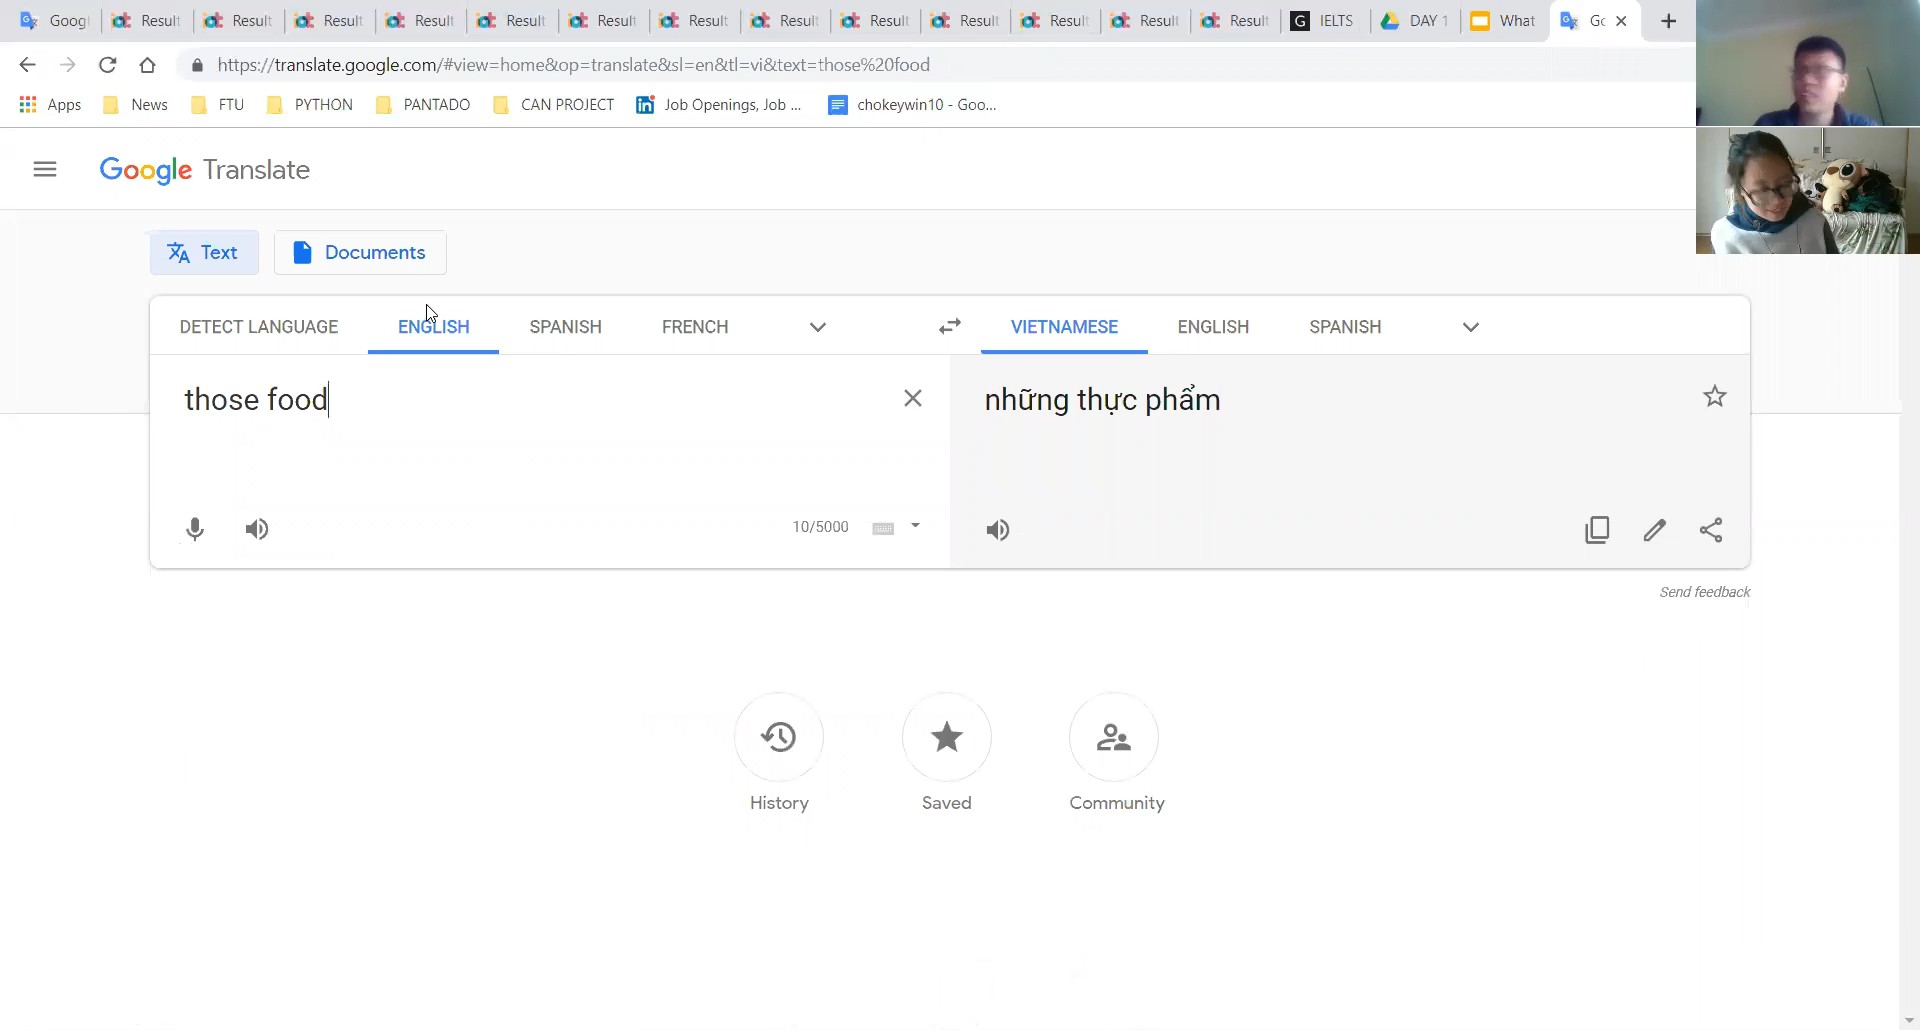 Goog
Result
Result
Result
Result
Result
Result
Result
Result
Result
Result
Result
Result
Result
IELTS
DAY 1
What
Go
https://translate.google.com/#view=home&op=translate&sl=en&tl=vi&text=those%20food
Apps
News
FTU
PYTHON
PANTADO
CAN PROJECT
Job Openings, Job ...
chokeywin10 - Goo...
Google Translate
Text
Documents
DETECT LANGUAGE
ENGLISH
SPANISH
FRENCH
VIETNAMESE
ENGLISH
SPANISH
those food
những thực phẩm
10/5000
Send feedback
History
Saved
Community